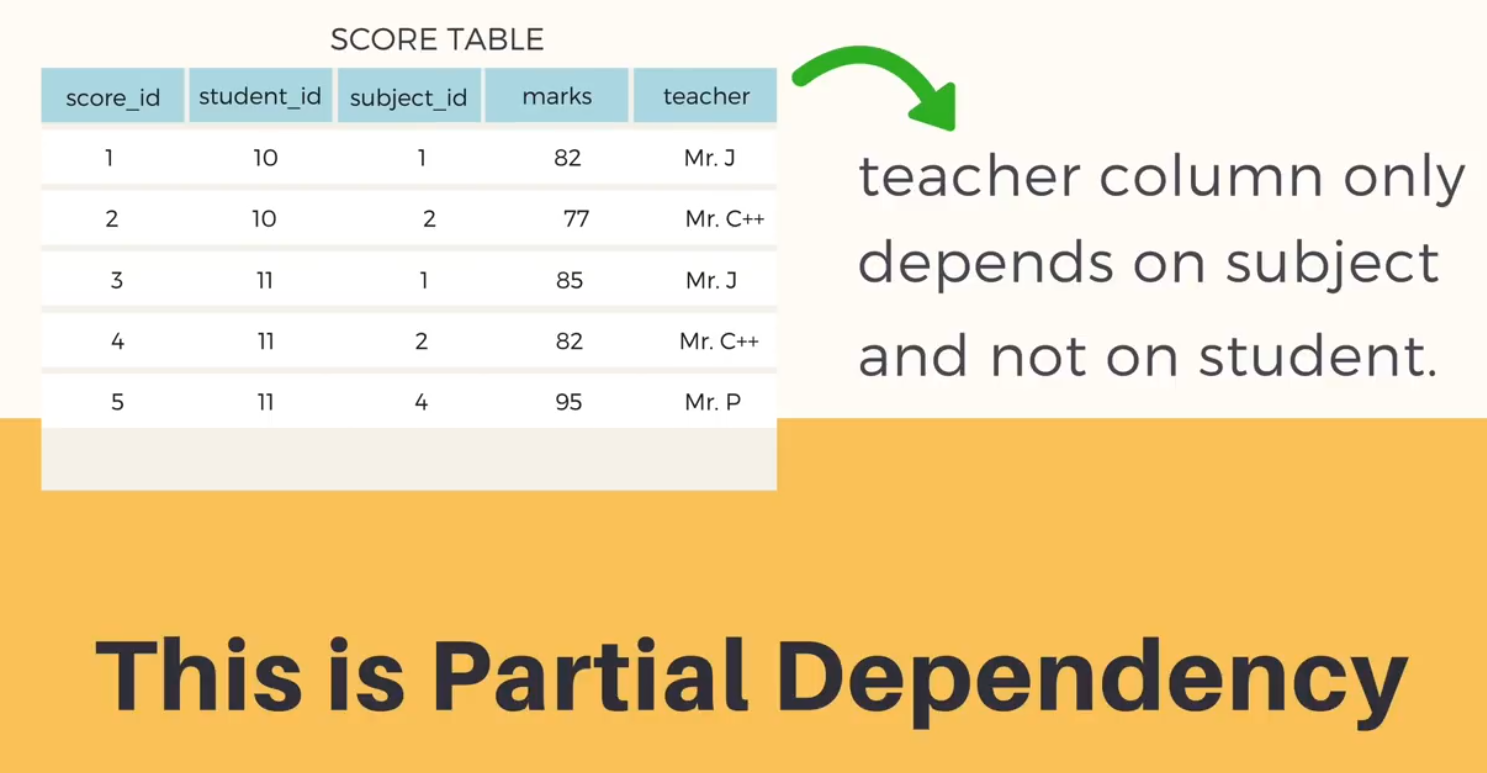 SCORE TABLE
score_id student_id subject_id marks teacher
1 10 1 82 Mr. J
2 10 2 77 Mr. C++
3 11 1 85 Mr. J
4 11 2 82 Mr. C++
5 11 4 95 Mr. P
teacher column only
depends on subject
and not on student.
This is Partial Dependency